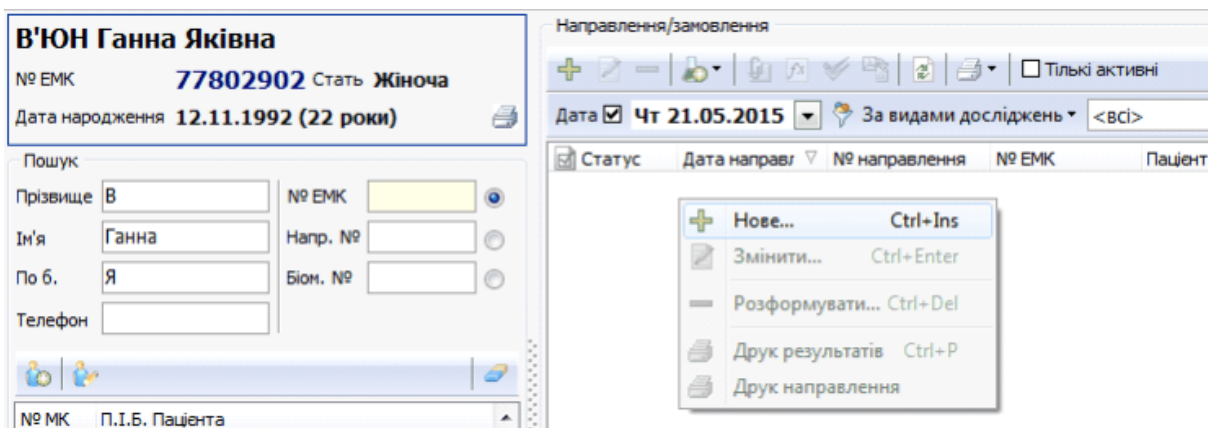 В'ЮН Ганна Яківна
№ ЕМК 77802902 Стать Жіноча
Дата народження 12.11.1992 (22 роки)
Пошук
Прізвище В № ЕМК
Ім'я Ганна Напр. №
По б. Я Біом. №
Телефон
№ МК П.І.Б. Пацієнта
Направлення/замовлення
Тількі активні
Дата Чт 21.05.2015 За видами досліджень <всі>
Статус Дата направл № направлення № ЕМК Пацієнт
Нове... Ctrl+Ins
Змінити... Ctrl+Enter
Розформувати... Ctrl+Del
Друк результатів Ctrl+P
Друк направлення